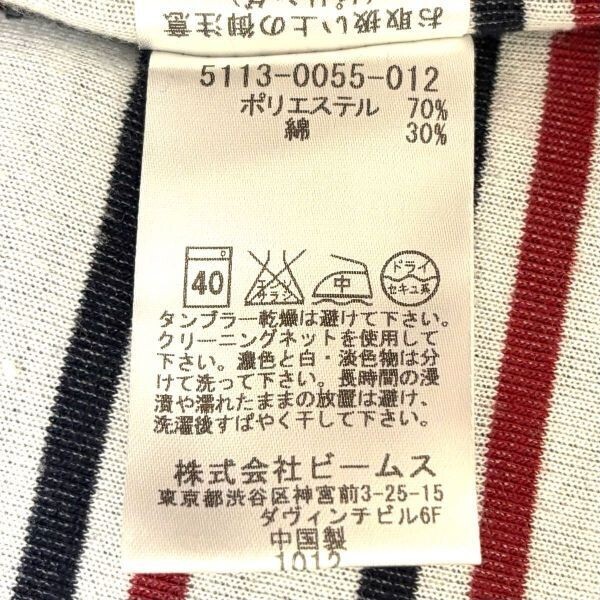 お取扱い上の御注意
5113-0055-012
ポリエステル 70%
綿 30%
40
エンソサラシ
中
ドライ
セキユ系
タンブラー乾燥は避けて下さい。
クリーニングネットを使用して
下さい。濃色と白・淡色物は分
けて洗って下さい。長時間の浸
漬や濡れたままの放置は避け、
洗濯後すばやく干して下さい。
株式会社ビームス
東京都渋谷区神宮前3-25-15
ダヴィンチビル6F
中国製
1012